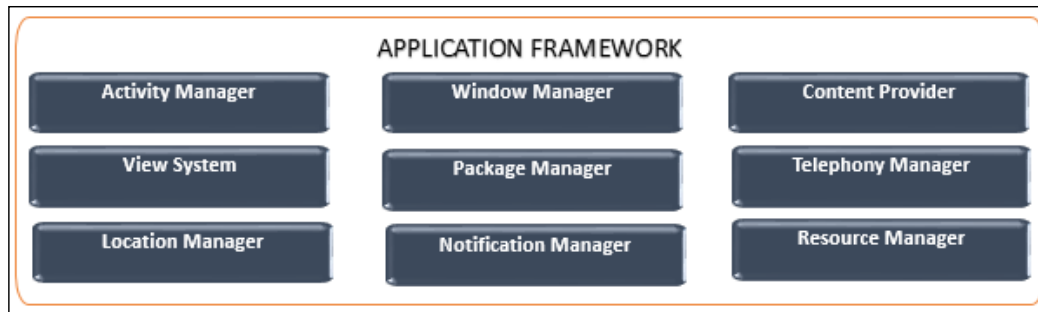 APPLICATION FRAMEWORK
Activity Manager
Window Manager
Content Provider
View System
Package Manager
Telephony Manager
Location Manager
Notification Manager
Resource Manager